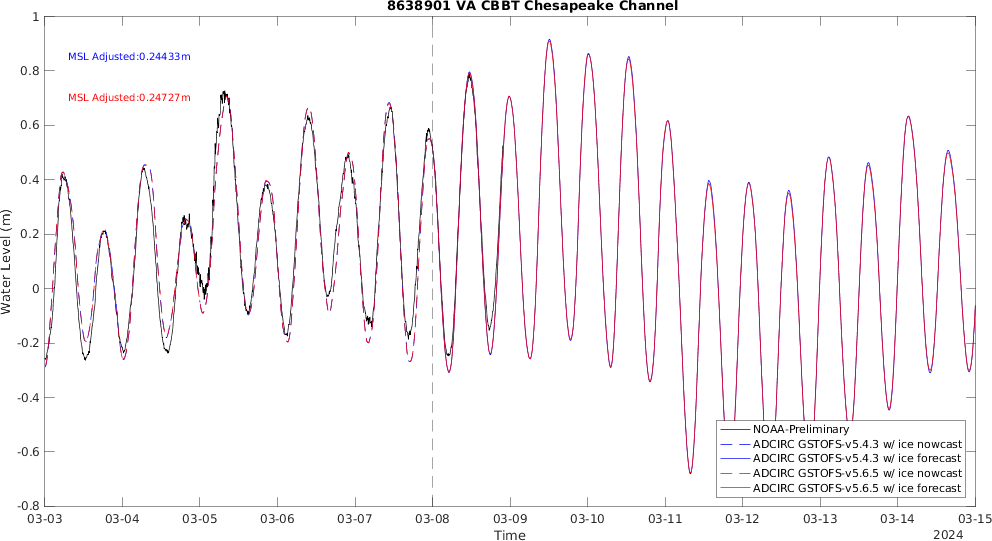 8638901 VA CBBT Chesapeake Channel
1
MSL Adjusted:0.24433m
0.8
MSL Adjusted:0.24727m
0.6
0.4
0.2
0
-0.2
-0.4
-0.6
-0.8
Water Level (m)
NOAA-Preliminary
ADCIRC GSTOFS-v5.4.3 w/ ice nowcast
ADCIRC GSTOFS-v5.4.3 w/ ice forecast
ADCIRC GSTOFS-v5.6.5 w/ ice nowcast
ADCIRC GSTOFS-v5.6.5 w/ ice forecast
03-03 03-04 03-05 03-06 03-07 03-08 03-09 03-10 03-11 03-12 03-13 03-14 03-15
Time
2024